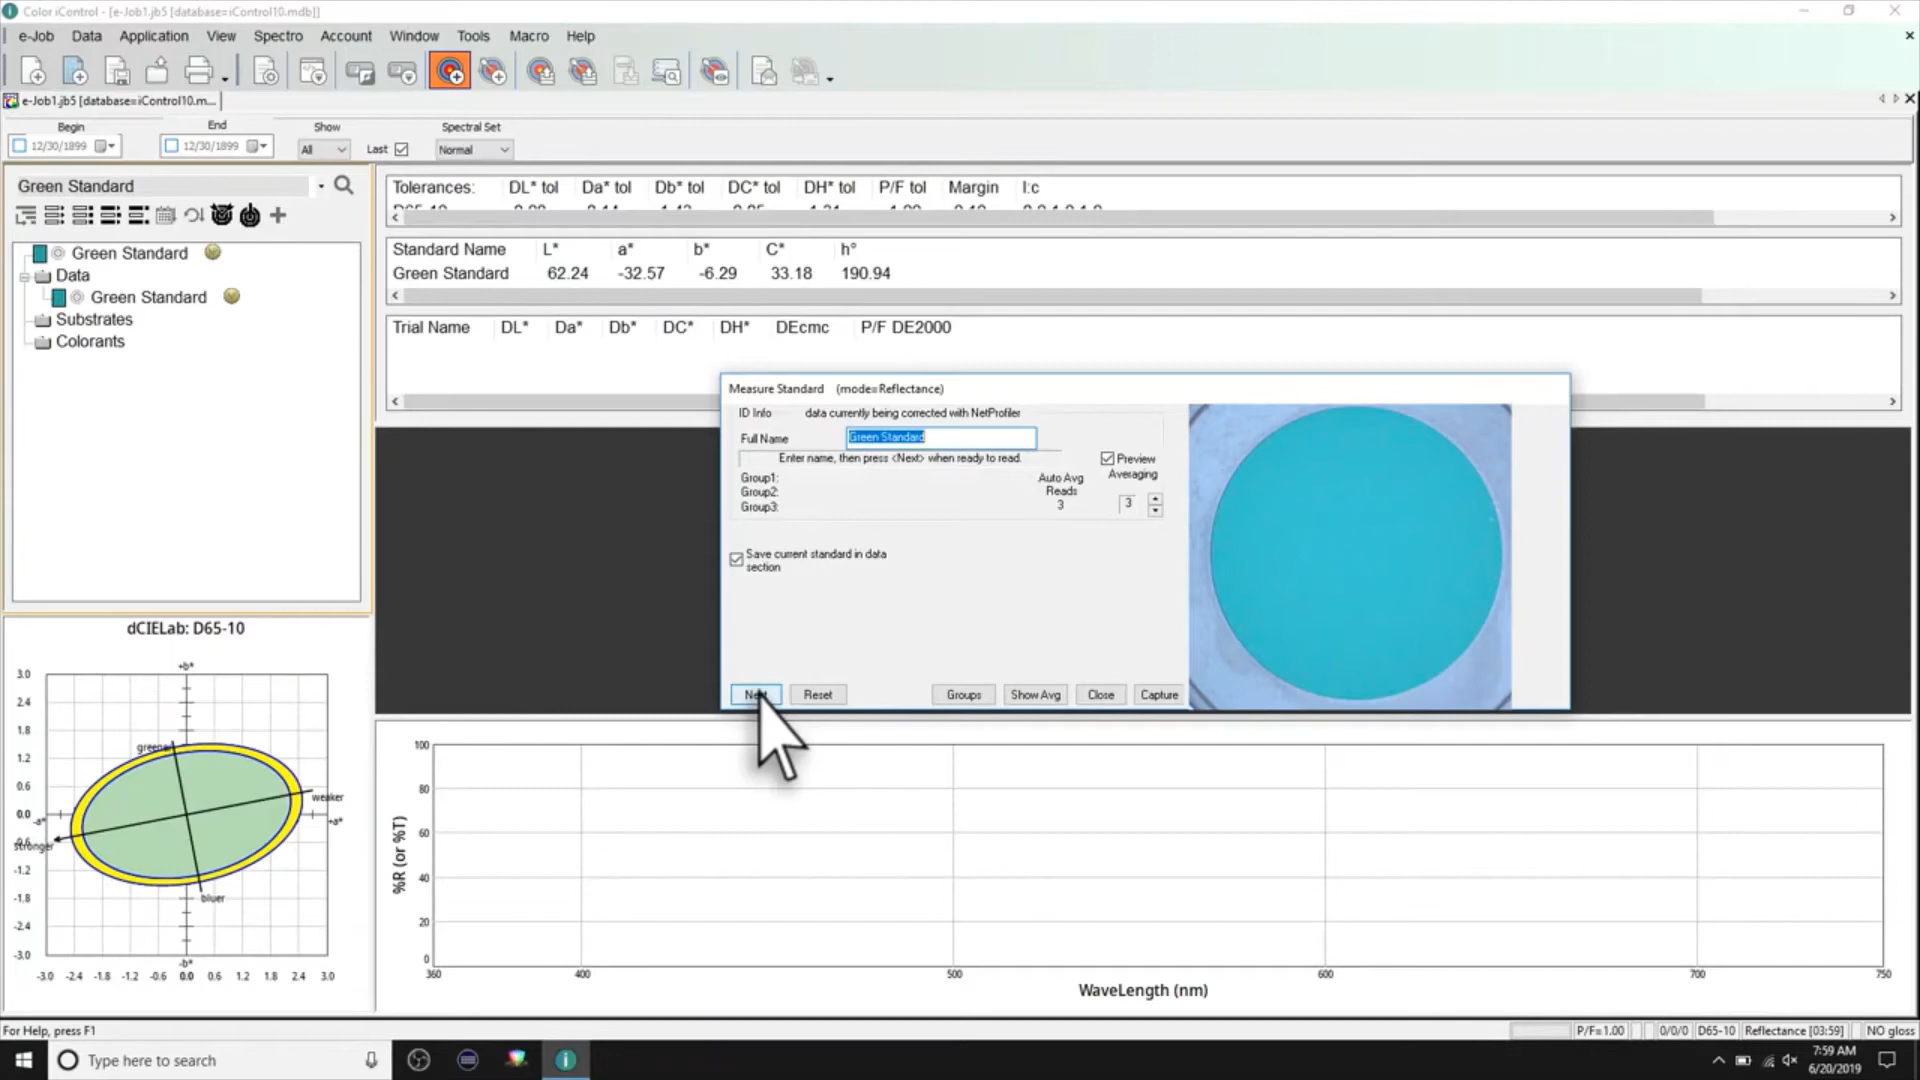 Color iControl - [e-Job1.jb5 [database=iControl10.mdb]]
e-Job Data Application View Spectro Account Window Tools Macro Help
e-Job1.jb5 [database=iControl10.m...
Begin End Show Spectral Set
12/30/1899 12/30/1899 All Last Normal
Green Standard
Green Standard
Data
Green Standard
Substrates
Colorants
Tolerances: DL* tol Da* tol Db* tol DC* tol DH* tol P/F tol Margin l:c
Standard Name L* a* b* C* h°
Green Standard 62.24 -32.57 -6.29 33.18 190.94
Trial Name DL* Da* Db* DC* DH* DEcmc P/F DE2000
Measure Standard (mode=Reflectance)
ID Info data currently being corrected with NetProfiler
Full Name Green Standard
Enter name, then press <Next> when ready to read.
Preview
Averaging
3
Group1:
Group2:
Group3:
Auto Avg
Reads
3
Save current standard in data
section
Reset Groups Show Avg Close Capture
dCIELab: D65-10
+b*
3.0
2.4
1.8
1.2
0.6
0.0
-1.2
-1.8
-2.4
-3.0
weaker
+a*
-a*
stronger
bluer
-b*
-3.0 -2.4 -1.8 -1.2 -0.6 0.0 0.6 1.2 1.8 2.4 3.0
100
80
60
40
20
0
%R (or %T)
360 400 500 600 700 750
WaveLength (nm)
For Help, press F1
P/F=1.00 0/0/0 D65-10 Reflectance [03:59] NO gloss
Type here to search
7:59 AM
6/20/2019